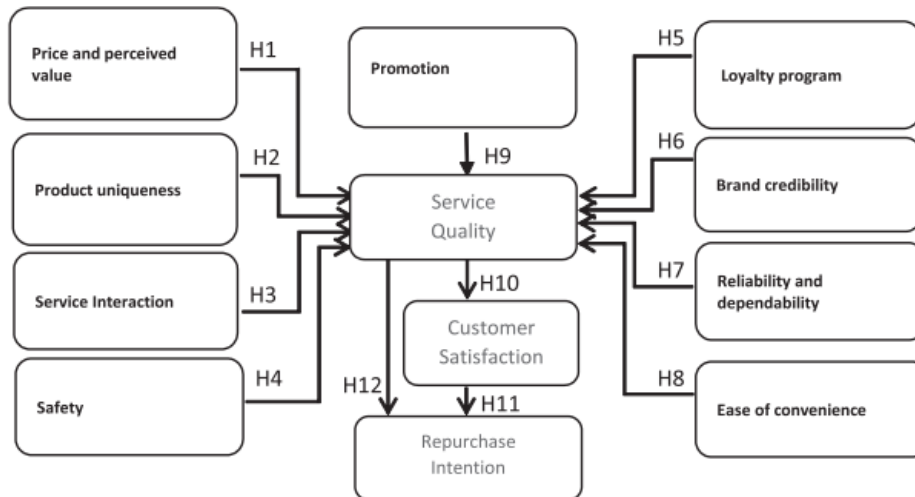 Price and perceived
value
H1
Promotion
H5
Loyalty program
H2
Product uniqueness
H9
H6
Brand credibility
Service
Quality
H3
Service Interaction
H7
Reliability and
dependability
H10
Customer
Satisfaction
H4
Safety
H12
H11
H8
Ease of convenience
Repurchase
Intention